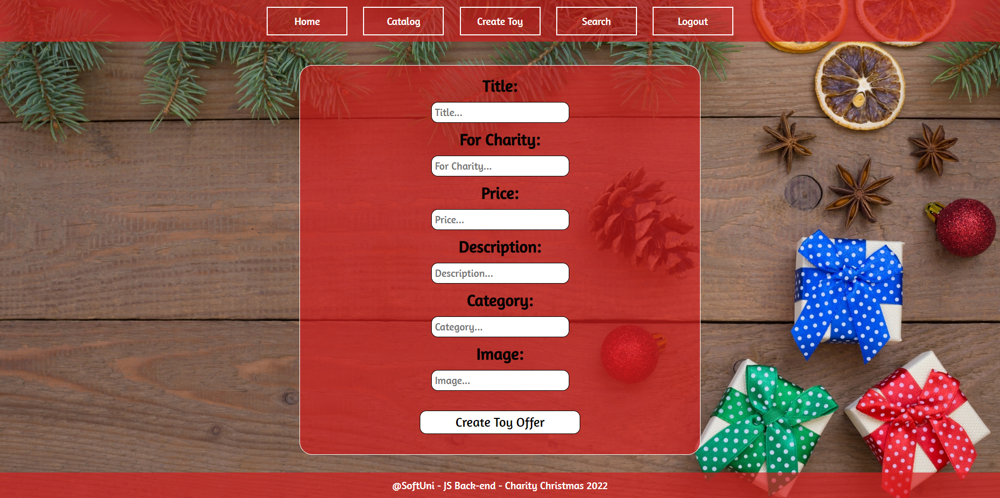 Home
Catalog
Create Toy
Search
Logout
Title:
Title...
For Charity:
For Charity...
Price:
Price...
Description:
Description...
Category:
Category...
Image:
Image...
Create Toy Offer
@SoftUni - JS Back-end - Charity Christmas 2022